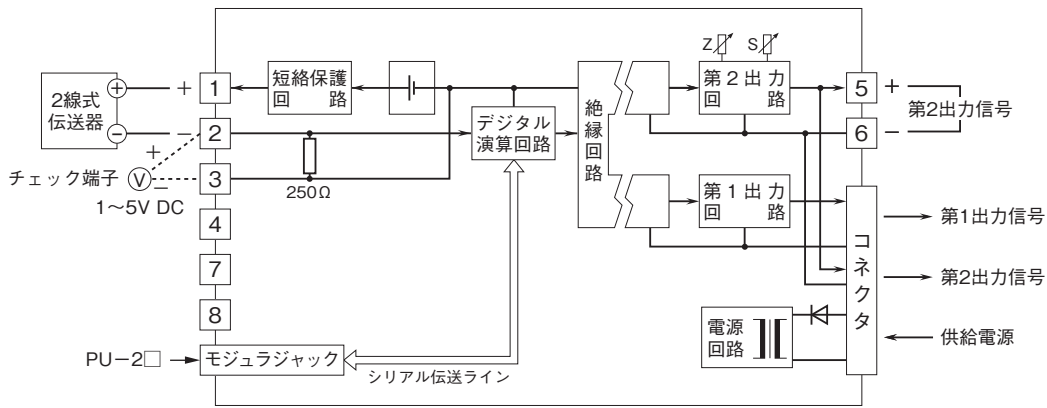 Z S
2線式
伝送器
+
−
+
−
1
2
3
4
7
8
短絡保護
回　　路
250Ω
デジタル
演算回路
絶縁回路
第2出力
回　　路
第1出力
回　　路
5
6
+
−
第2出力信号
+
−
チェック端子
V
1〜5V DC
コネクタ
第1出力信号
第2出力信号
供給電源
電源
回路
PU−2□
モジュラジャック
シリアル伝送ライン